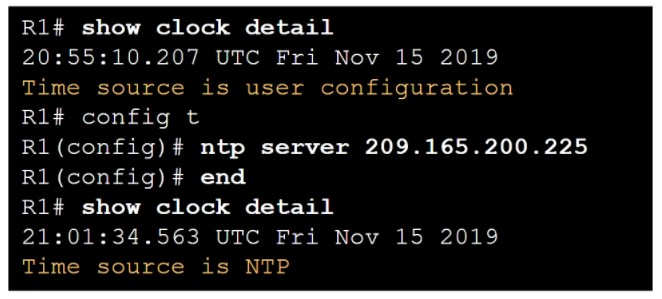 R1# show clock detail
20:55:10.207 UTC Fri Nov 15 2019
Time source is user configuration
R1# config t
R1(config)# ntp server 209.165.200.225
R1(config)# end
R1# show clock detail
21:01:34.563 UTC Fri Nov 15 2019
Time source is NTP